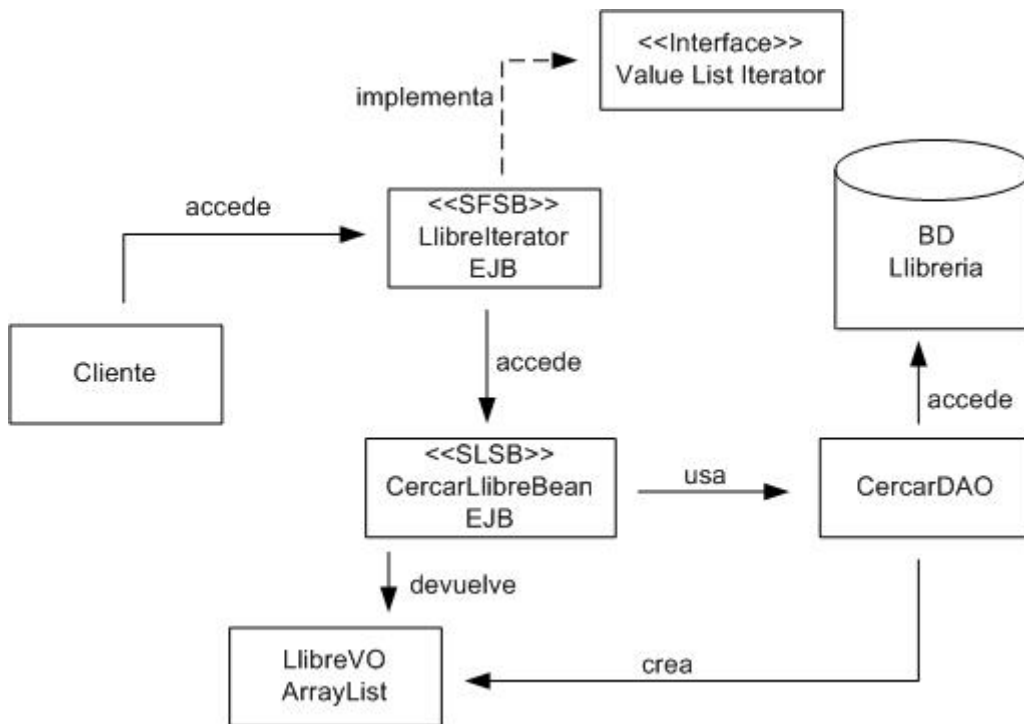 <<Interface>>
Value List Iterator
implementa
accede
<<SFSB>>
LlibreIterator
EJB
BD
Llibreria
Cliente
accede
accede
<<SLSB>>
CercarLlibreBean
EJB
usa
CercarDAO
devuelve
LlibreVO
ArrayList
crea